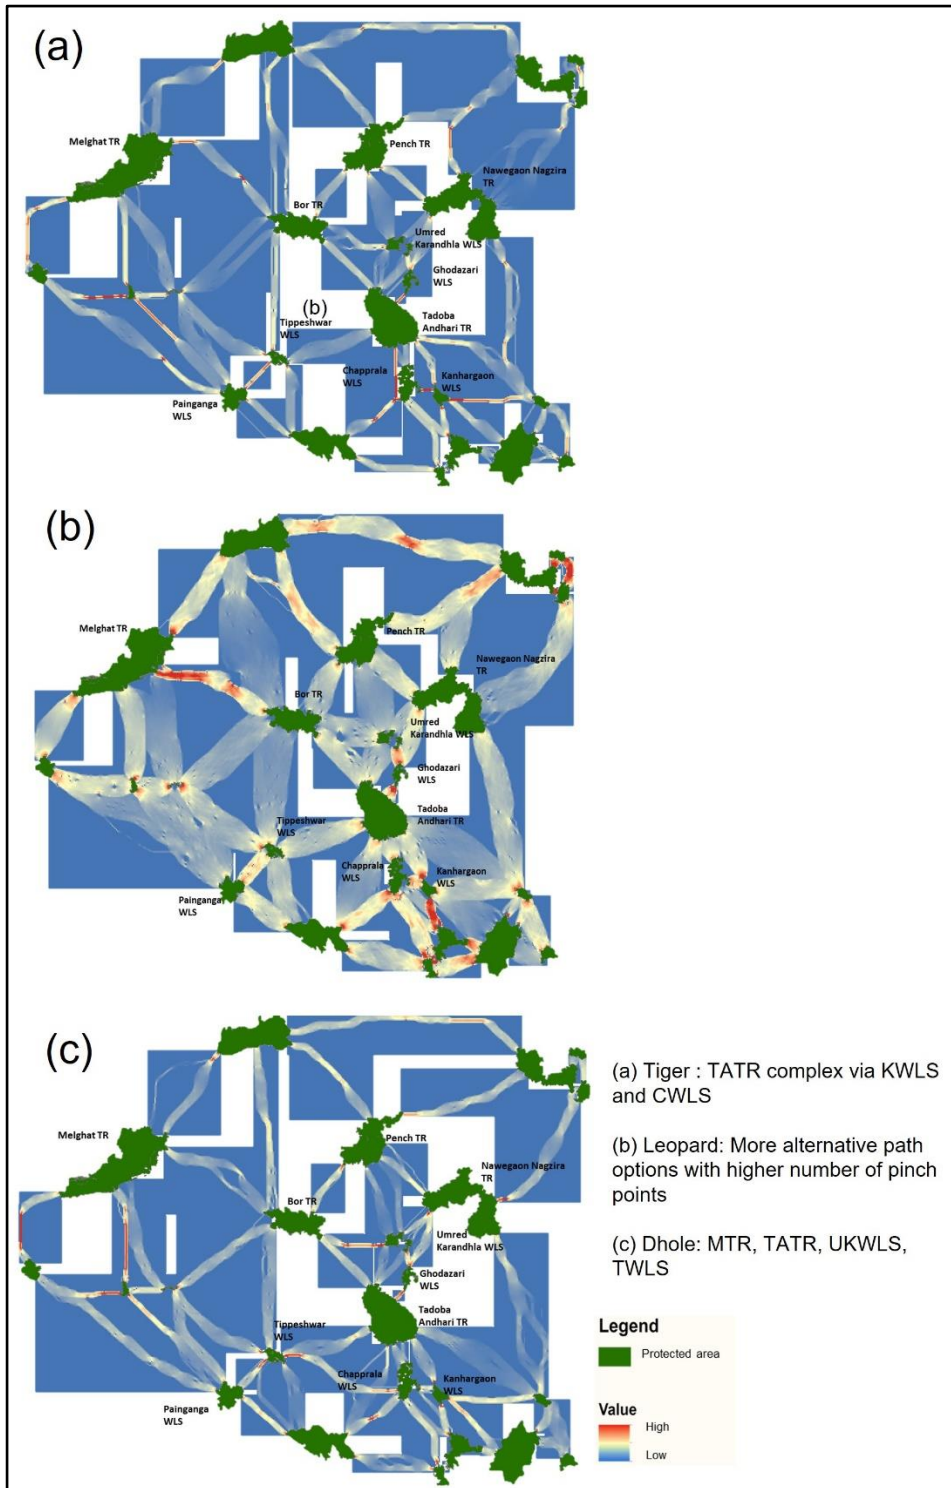 (a)
Melghat TR
Pench TR
Nawegaon Nagzira
TR
Bor TR
Umred
Karandhla WLS
Ghodazari
WLS
(b)
Tippeshwar
WLS
Tadoba
Andhari TR
Chapprala
WLS
Kanhargaon
WLS
Painganga
WLS
(b)
Melghat TR
Pench TR
Nawegaon Nagzira
TR
Bor TR
Umred
Karandhla WLS
Ghodazari
WLS
Tadoba
Andhari TR
Tippeshwar
WLS
Chapprala
WLS
Kanhargaon
WLS
Painganga
WLS
(c)
Melghat TR
Pench TR
Nawegaon Nagzira
TR
Bor TR
Umred
Karandhla WLS
Ghodazari
WLS
Tadoba
Andhari TR
Tippeshwar
WLS
Chapprala
WLS
Kanhargaon
WLS
Painganga
WLS
(a) Tiger : TATR complex via KWLS
and CWLS
(b) Leopard: More alternative path
options with higher number of pinch
points
(c) Dhole: MTR, TATR, UKWLS,
TWLS
Legend
Protected area
Value
High
Low